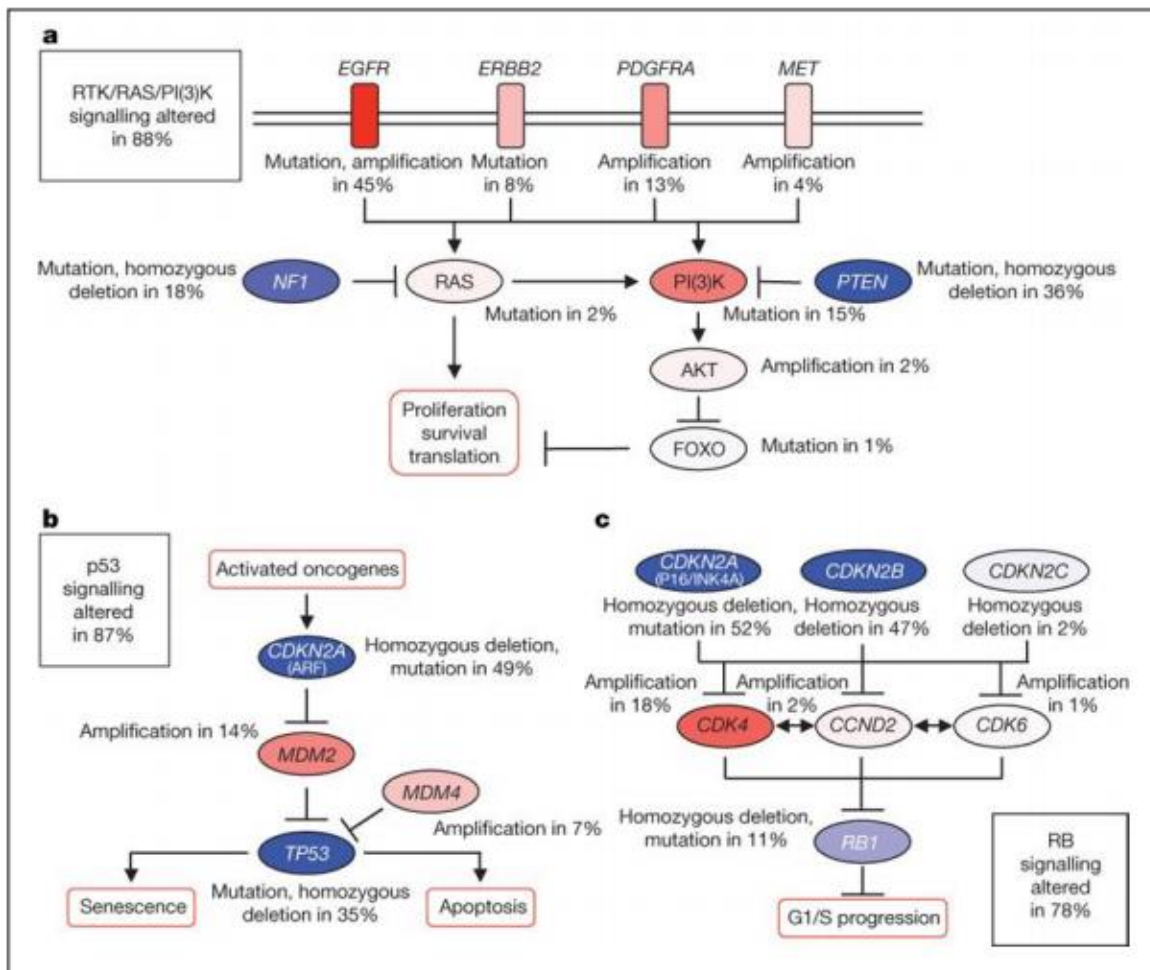 a
RTK/RAS/PI(3)K
signalling altered
in 88%
EGFR
ERBB2
PDGFRA
MET
Mutation, amplification
in 45%
Mutation
in 8%
Amplification
in 13%
Amplification
in 4%
Mutation, homozygous
deletion in 18%
NF1
RAS
Mutation in 2%
PI(3)K
Mutation in 15%
PTEN
Mutation, homozygous
deletion in 36%
AKT
Amplification in 2%
Proliferation
survival
translation
FOXO
Mutation in 1%
b
p53
signalling
altered
in 87%
Activated oncogenes
CDKN2A
(ARF)
Homozygous deletion,
mutation in 49%
Amplification in 14%
MDM2
MDM4
Amplification in 7%
TP53
Mutation, homozygous
deletion in 35%
Senescence
Apoptosis
c
CDKN2A
(P16/INK4A)
CDKN2B
CDKN2C
Homozygous deletion,
mutation in 52%
Homozygous
deletion in 47%
Homozygous
deletion in 2%
Amplification
in 18%
Amplification
in 2%
Amplification
in 1%
CDK4
CCND2
CDK6
Homozygous deletion,
mutation in 11%
RB1
G1/S progression
RB
signalling
altered
in 78%